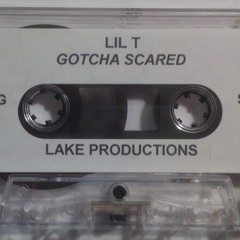 LIL T
GOTCHA SCARED
G
S
LAKE PRODUCTIONS